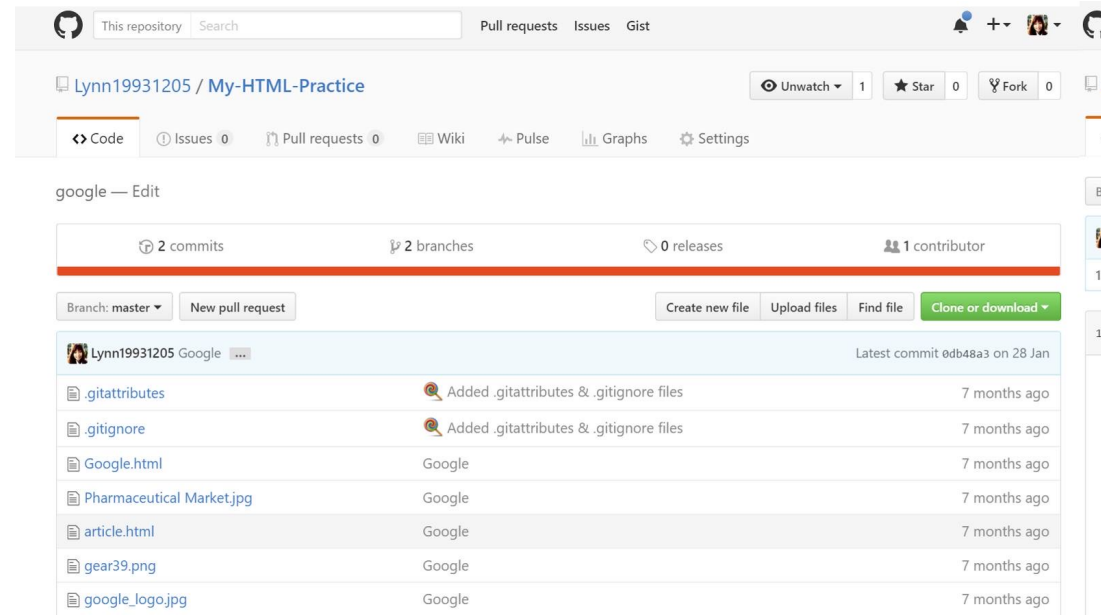 This repository Search Pull requests Issues Gist
Lynn19931205 / My-HTML-Practice Unwatch 1 Star 0 Fork 0
Code Issues 0 Pull requests 0 Wiki Pulse Graphs Settings
google — Edit
2 commits 2 branches 0 releases 1 contributor
Branch: master New pull request Create new file Upload files Find file Clone or download
Lynn19931205 Google ... Latest commit 0db48a3 on 28 Jan
.gitattributes Added .gitattributes & .gitignore files 7 months ago
.gitignore Added .gitattributes & .gitignore files 7 months ago
Google.html Google 7 months ago
Pharmaceutical Market.jpg Google 7 months ago
article.html Google 7 months ago
gear39.png Google 7 months ago
google_logo.jpg Google 7 months ago